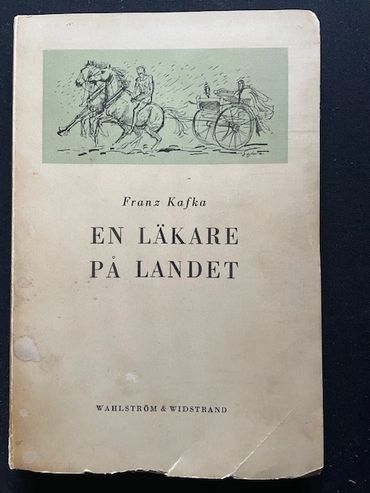 Franz Kafka
EN LÄKARE
PÅ LANDET
WAHLSTRÖM & WIDSTRAND